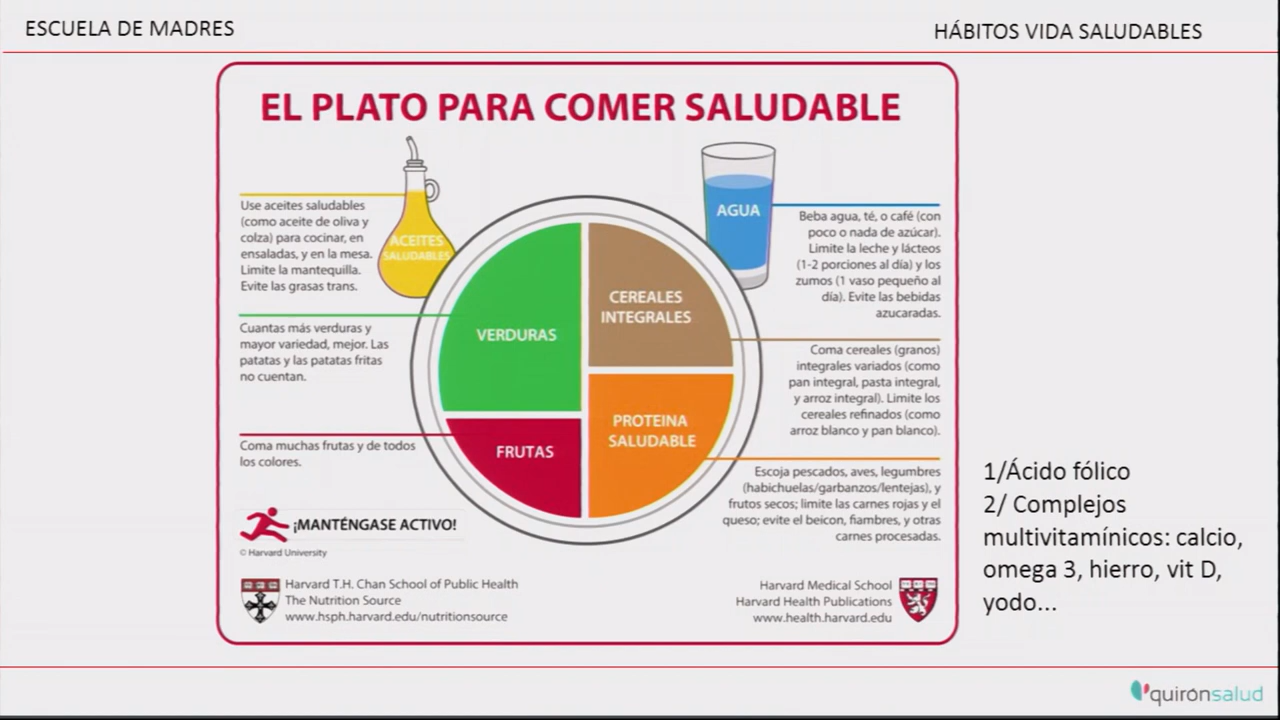 ESCUELA DE MADRES
HÁBITOS VIDA SALUDABLES
EL PLATO PARA COMER SALUDABLE
Use aceites saludables
(como aceite de oliva y
colza) para cocinar, en
ensaladas, y en la mesa.
Limite la mantequilla.
Evite las grasas trans.
ACEITES
SALUDABLES
Cuantas más verduras y
mayor variedad, mejor. Las
patatas y las patatas fritas
no cuentan.
Coma muchas frutas y de todos
los colores.
VERDURAS
FRUTAS
CEREALES
INTEGRALES
PROTEINA
SALUDABLE
AGUA
Beba agua, té, o café (con
poco o nada de azúcar).
Limite la leche y lácteos
(1-2 porciones al día) y los
zumos (1 vaso pequeño al
día). Evite las bebidas
azucaradas.
Coma cereales (granos)
integrales variados (como
pan integral, pasta integral,
y arroz integral). Limite los
cereales refinados (como
arroz blanco y pan blanco).
Escoja pescados, aves, legumbres
(habichuelas/garbanzos/lentejas), y
frutos secos; limite las carnes rojas y el
queso; evite el beicon, fiambres, y otras
carnes procesadas.
¡MANTÉNGASE ACTIVO!
© Harvard University
Harvard T.H. Chan School of Public Health
The Nutrition Source
www.hsph.harvard.edu/nutritionsource
Harvard Medical School
Harvard Health Publications
www.health.harvard.edu
1/Ácido fólico
2/ Complejos
multivitamínicos: calcio,
omega 3, hierro, vit D,
yodo...
quirónsalud